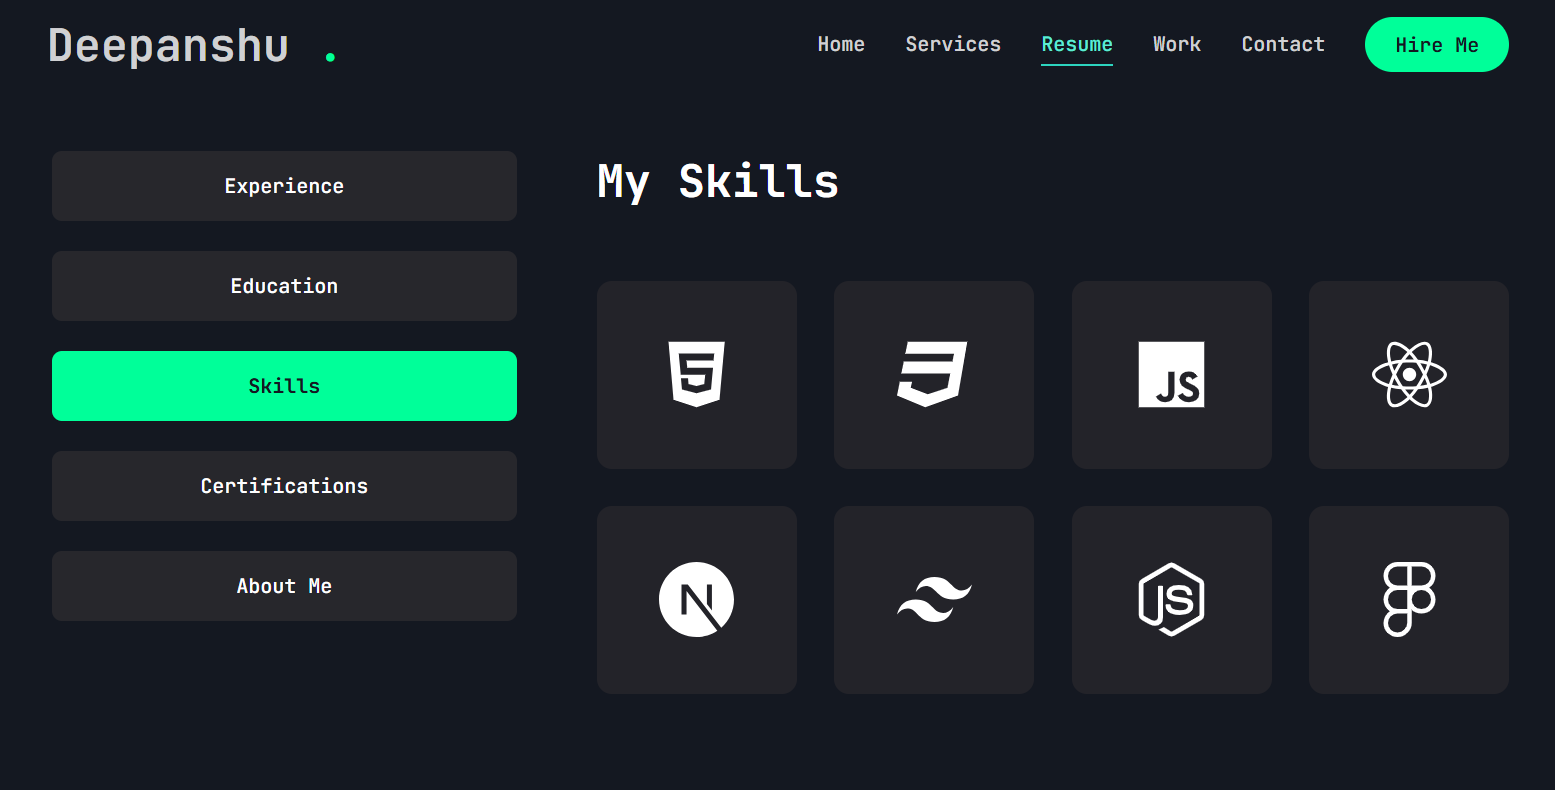 Deepanshu .
Home Services Resume Work Contact Hire Me
Experience
Education
Skills
Certifications
About Me
My Skills
5
JS
N
JS